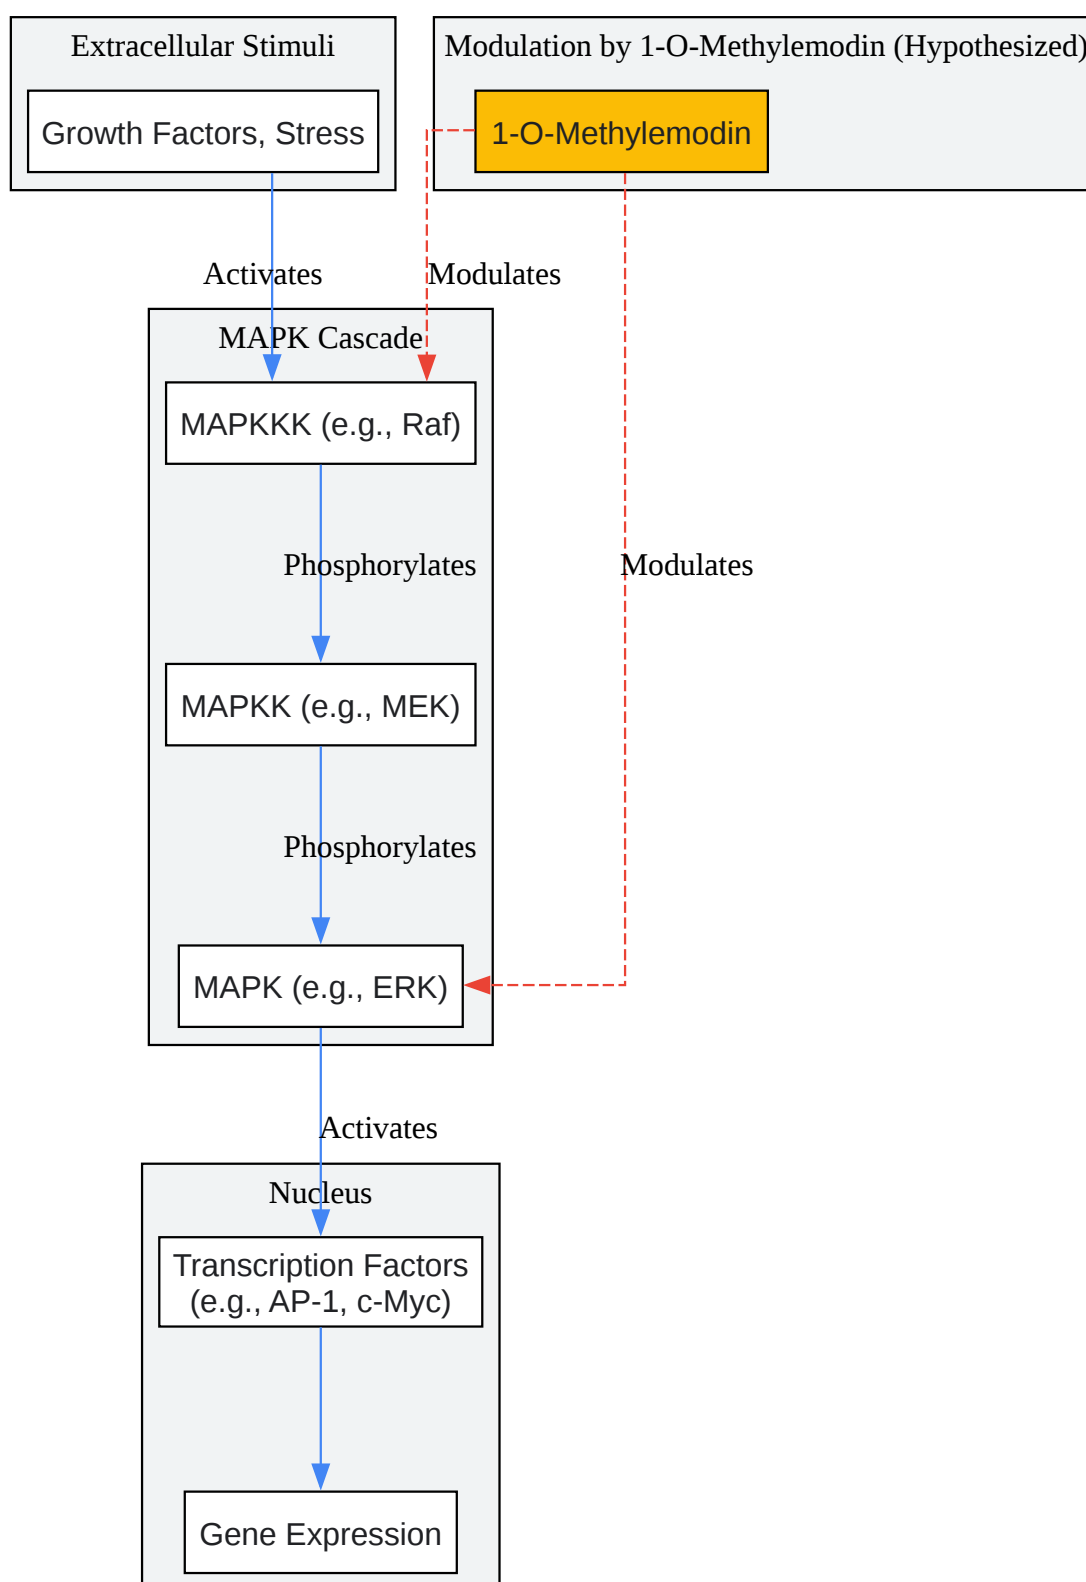 Extracellular Stimuli
Modulation by 1-O-Methylemodin (Hypothesized)
Growth Factors, Stress
1-O-Methylemodin
Activates
Modulates
MAPK Cascade
MAPKKK (e.g., Raf)
Phosphorylates
Modulates
MAPKK (e.g., MEK)
Phosphorylates
MAPK (e.g., ERK)
Activates
Nucleus
Transcription Factors
(e.g., AP-1, c-Myc)
Gene Expression